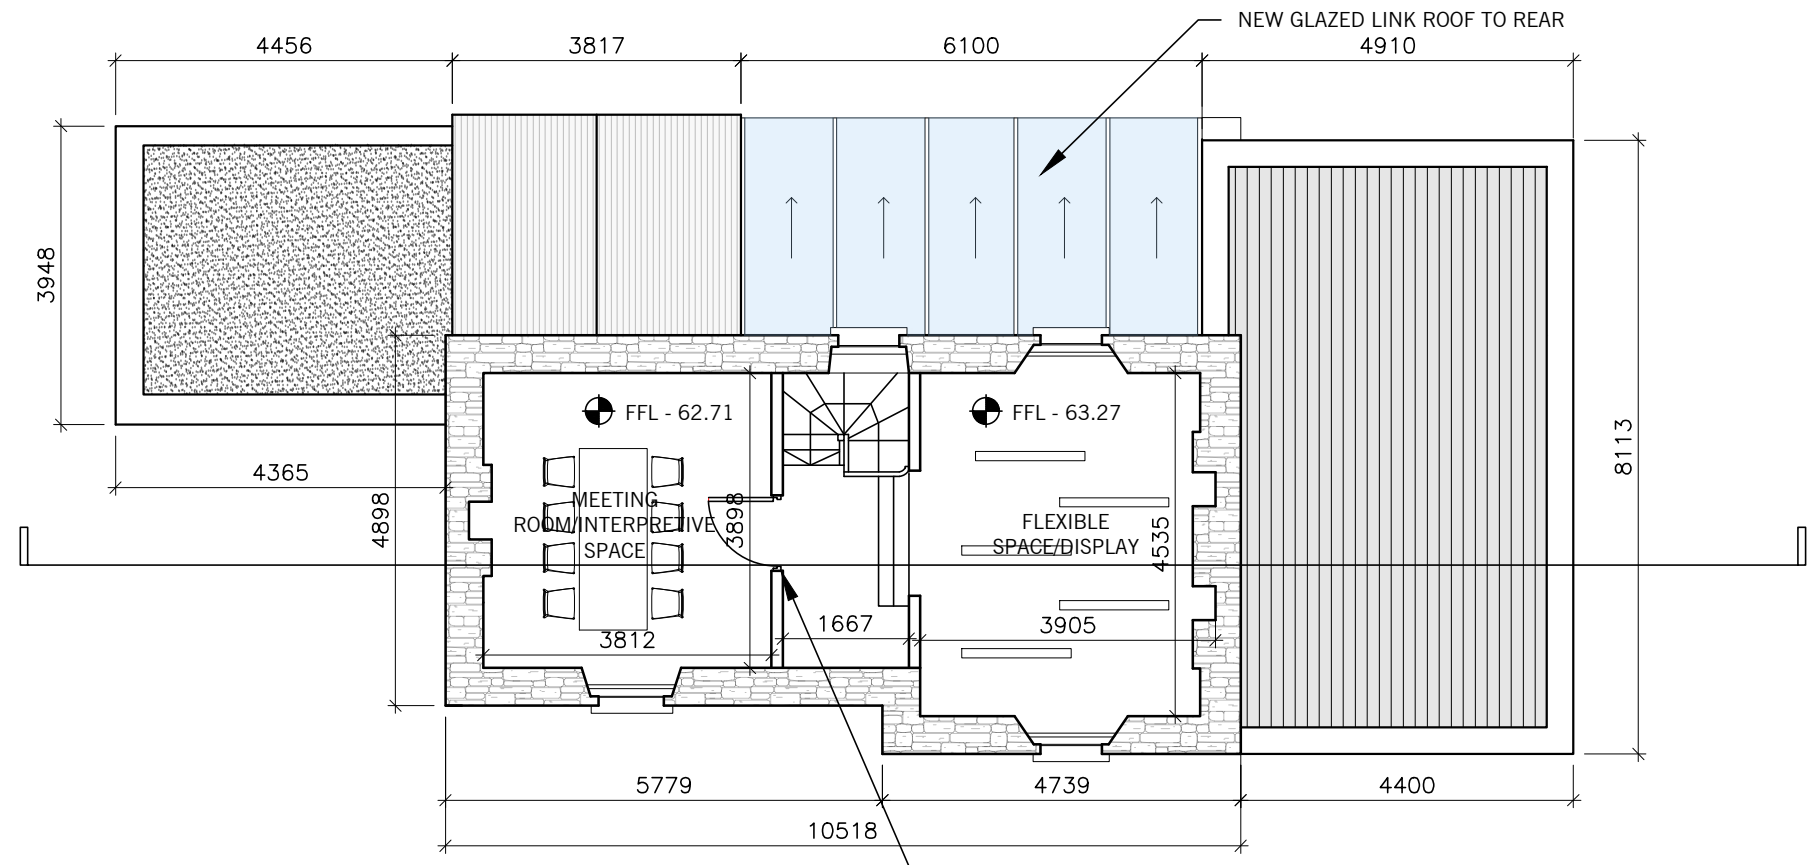 NEW GLAZED LINK ROOF TO REAR
4456
3817
6100
4910
3948
FFL - 62.71
FFL - 63.27
8113
4365
4898
MEETING
ROOM/INTERPRETIVE
SPACE
3898
FLEXIBLE
SPACE/DISPLAY
4535
3812
1667
3905
5779
4739
4400
10518